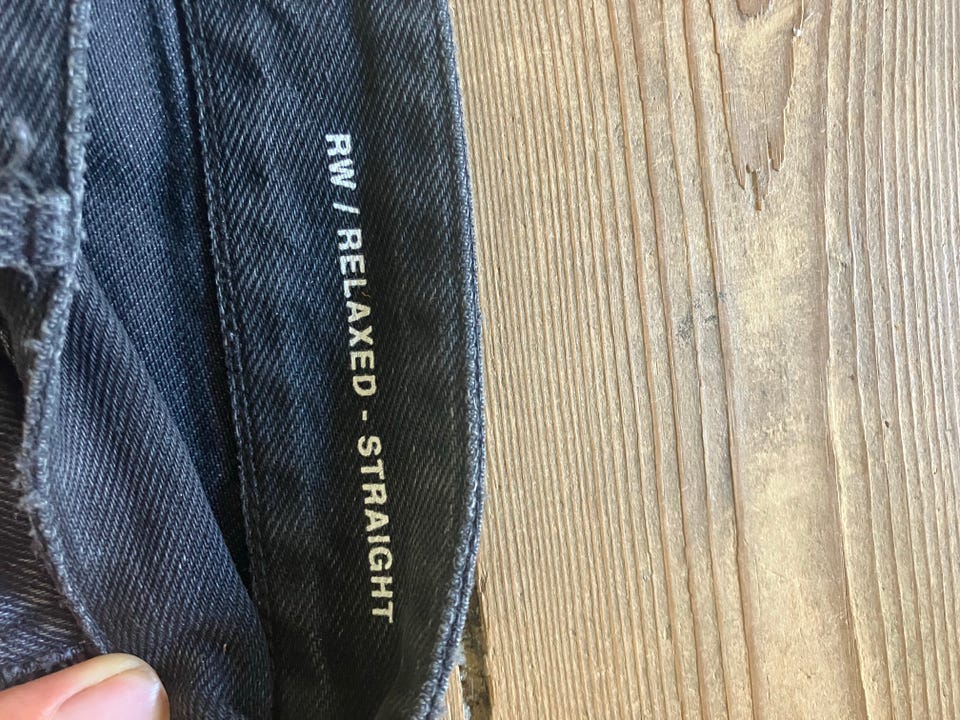 RW / RELAXED - STRAIGHT